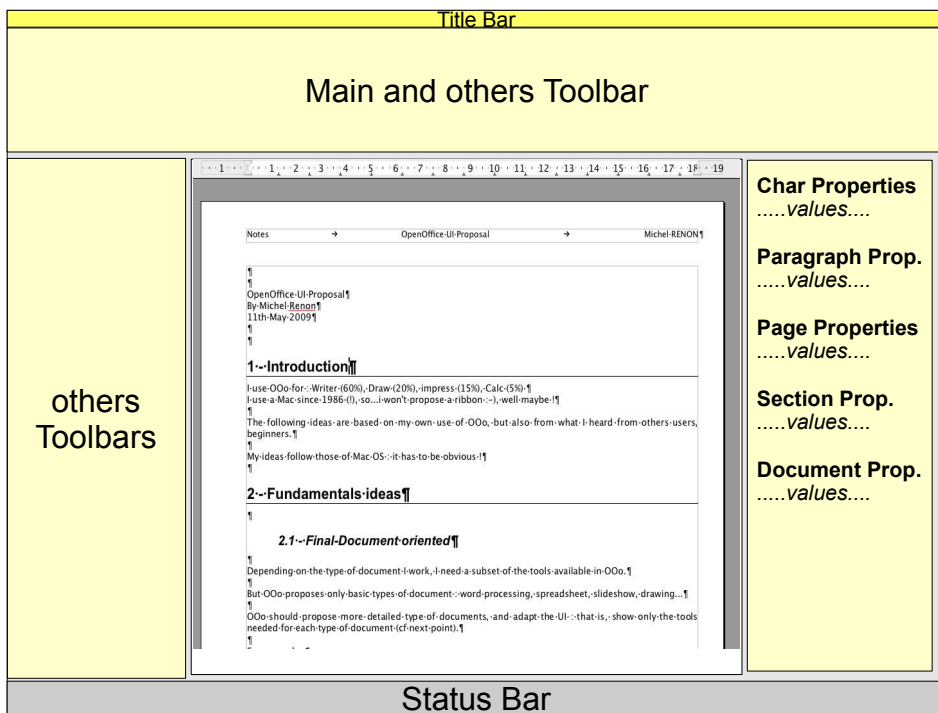 Title Bar
Main and others Toolbar
others
Toolbars
· · 1 · · · · · 1 · · · 2 · · · 3 · · · 4 · · · 5 · · · 6 · · · 7 · · · 8 · · · 9 · · · 10 · · · 11 · · · 12 · · · 13 · · · 14 · · · 15 · · · 16 · · · 17 · · · 18 · · · 19
Notes → OpenOffice·UI·Proposal → Michel·RENON¶
¶
¶
OpenOffice·UI·Proposal¶
By·Michel·Renon¶
11th·May·2009¶
¶
¶
1·-·Introduction¶
I·use·OOo·for·:·Writer·(60%),·Draw·(20%),·impress·(15%),·Calc·(5%)·¶
I·use·a·Mac·since·1986·(!),·so...i·won't·propose·a·ribbon·:-),·well·maybe·!¶
¶
The·following·ideas·are·based·on·my·own·use·of·OOo,·but·also·from·what·I·heard·from·others·users,·
beginners.¶
¶
My·ideas·follow·those·of·Mac·OS·:·it·has·to·be·obvious·!¶
¶
2·-·Fundamentals·ideas¶
¶
2.1·-·Final-Document·oriented¶
¶
Depending·on·the·type·of·document·I·work,·I·need·a·subset·of·the·tools·available·in·OOo.¶
¶
But·OOo·proposes·only·basic·types·of·document·:·word·processing,·spreadsheet,·slideshow,·drawing...¶
¶
OOo·should·propose·more·detailed·type·of·documents,·and·adapt·the·UI·:·that·is,·show·only·the·tools·
needed·for·each·type·of·document·(cf·next·point).¶
¶
Char Properties
.....values....
Paragraph Prop.
.....values....
Page Properties
.....values....
Section Prop.
.....values....
Document Prop.
.....values....
Status Bar